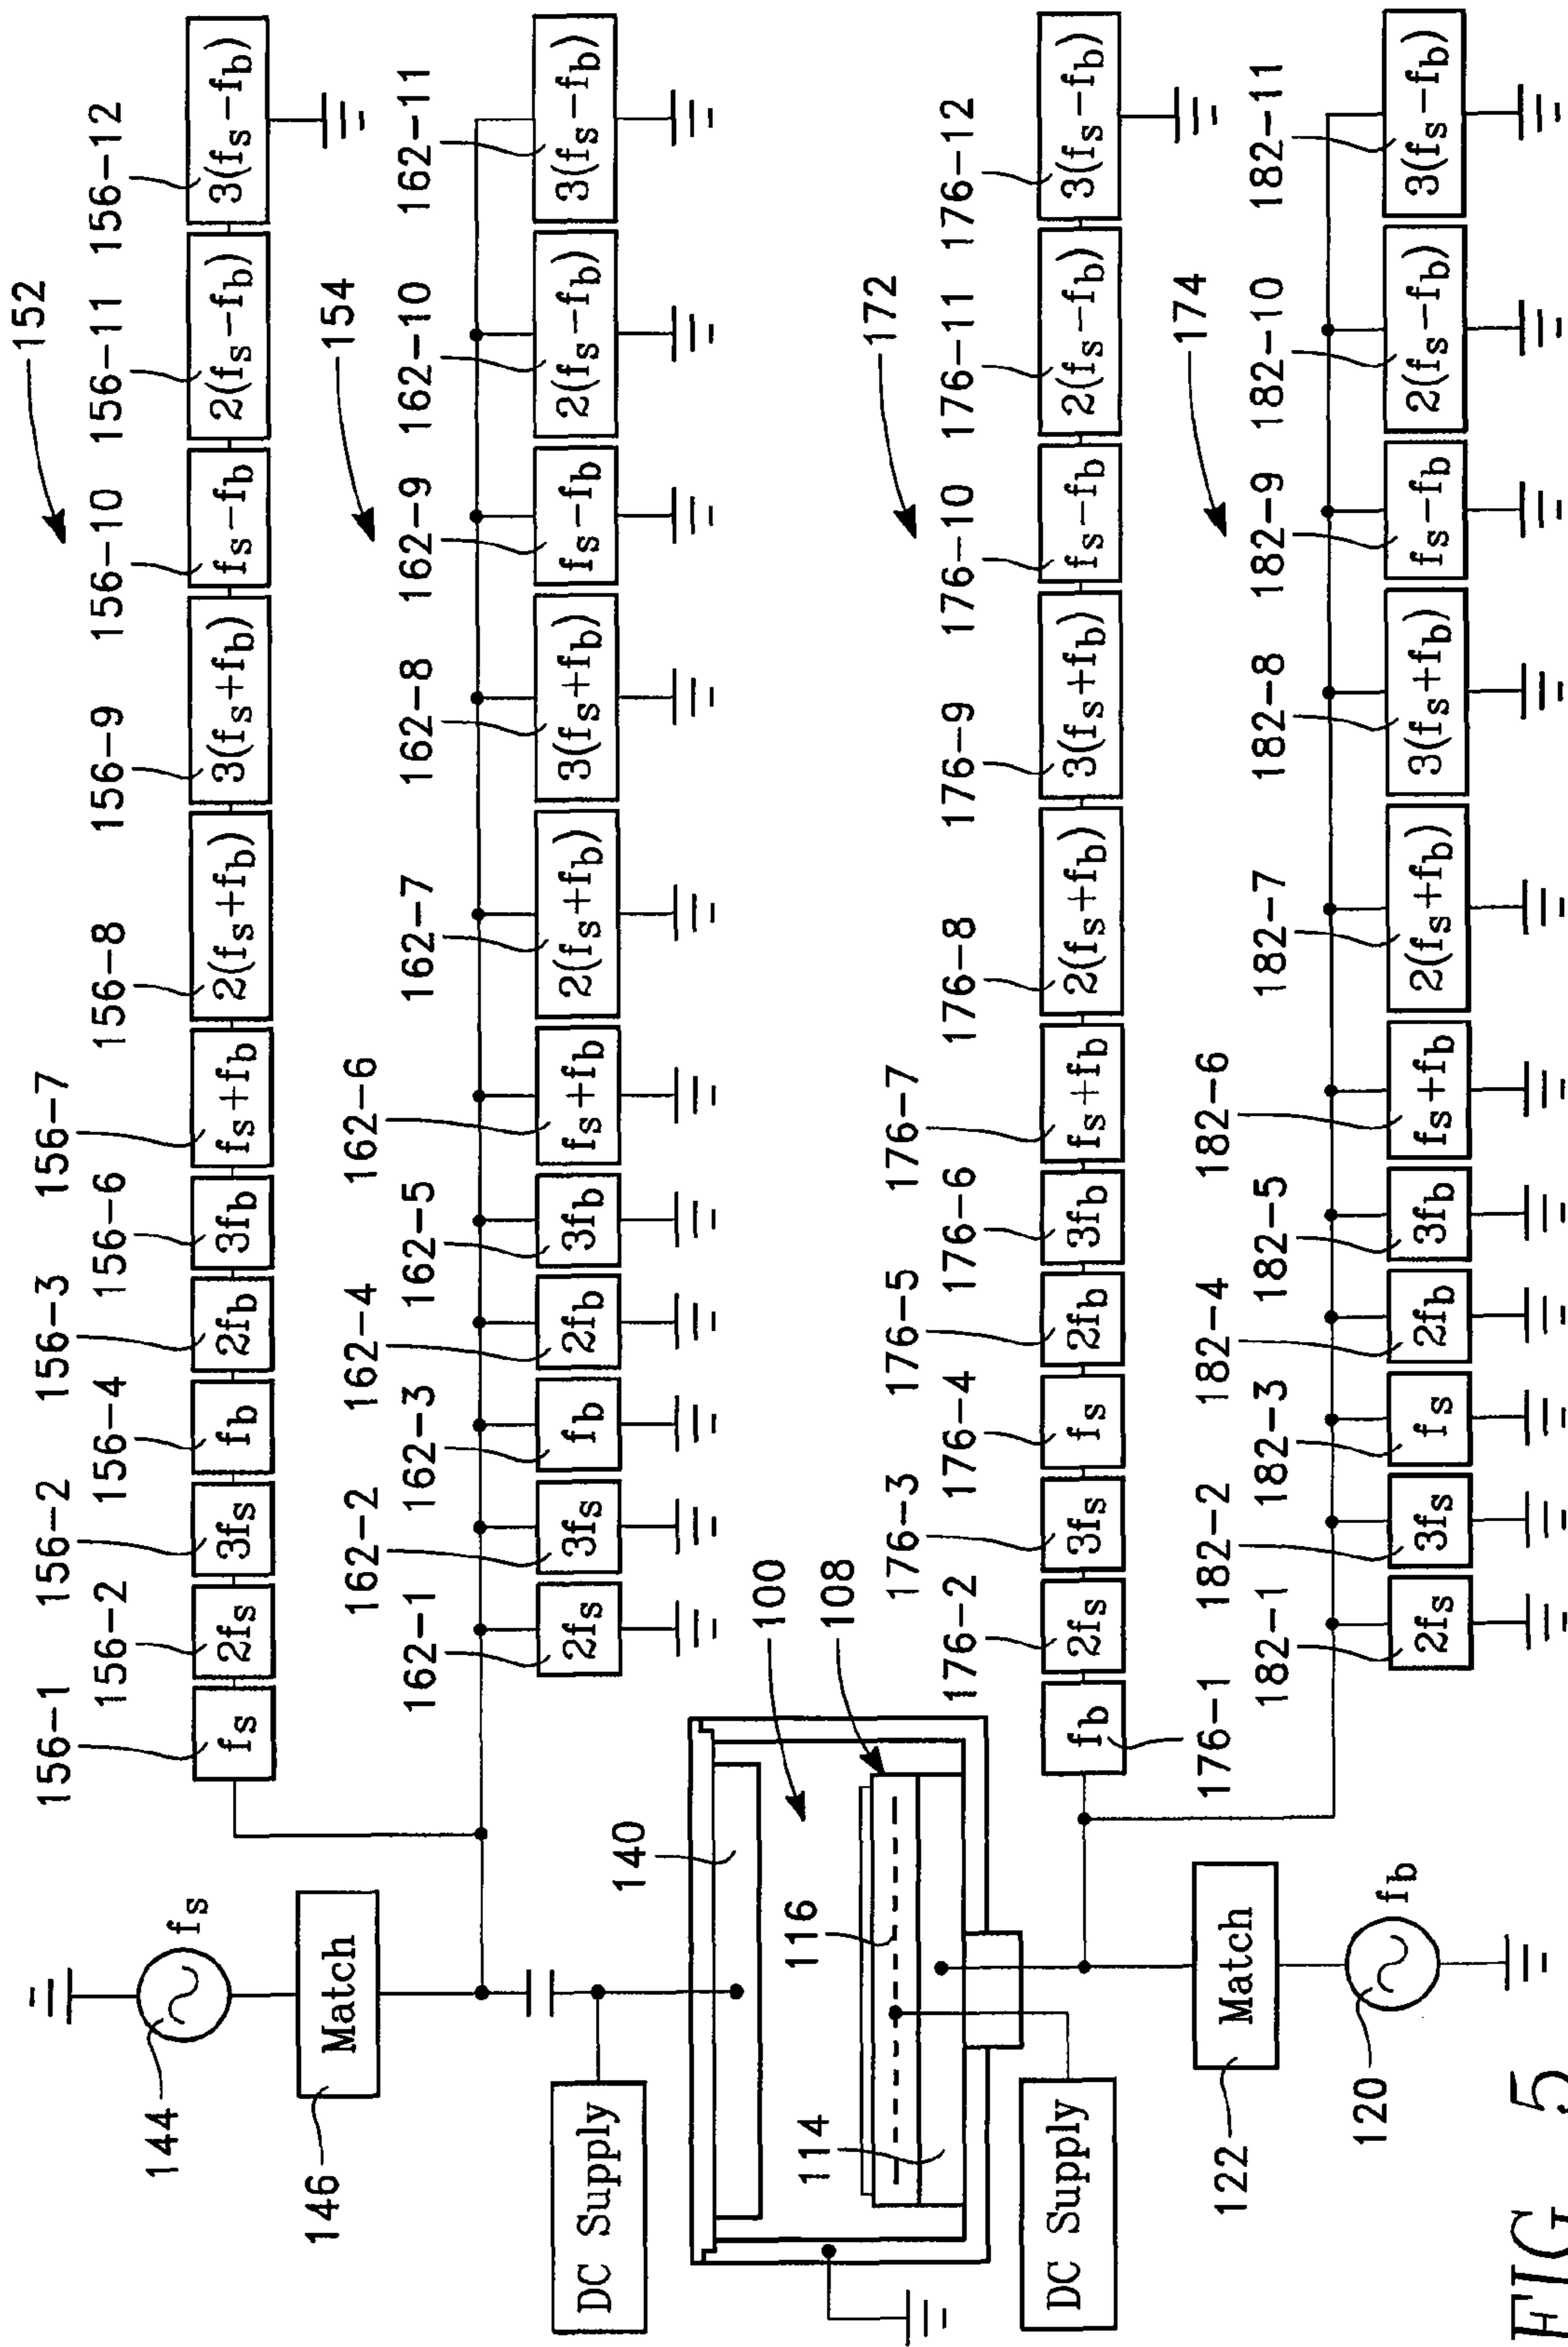 152
156-1 156-2 156-3 156-7
156-2 156-4 156-6 156-8 156-9 156-10 156-11 156-12
144 fs
fs 2fs 3fs fb 2fb 3fb fs+fb 2(fs+fb) 3(fs+fb) fs-fb 2(fs-fb) 3(fs-fb)
146 Match
154
162-2 162-4 162-6
162-1 162-3 162-5 162-7 162-8 162-9 162-10 162-11
2fs 3fs fb 2fb 3fb fs+fb 2(fs+fb) 3(fs+fb) fs-fb 2(fs-fb) 3(fs-fb)
DC Supply
140
100
114 116 108
172
176-3 176-5 176-7
176-2 176-4 176-6 176-8 176-9 176-10 176-11 176-12
fb 2fs 3fs fs 2fb 3fb fs+fb 2(fs+fb) 3(fs+fb) fs-fb 2(fs-fb) 3(fs-fb)
DC Supply
176-1
174
182-2 182-4 182-6
182-1 182-3 182-5 182-7 182-8 182-9 182-10 182-11
122 Match
120 fb
2fs 3fs fs 2fb 3fb fs+fb 2(fs+fb) 3(fs+fb) fs-fb 2(fs-fb) 3(fs-fb)
FIG. 5